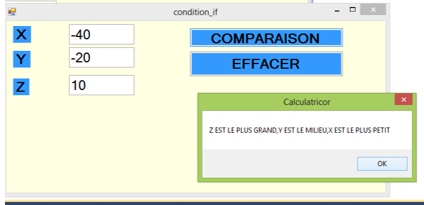 condition_if
X -40 COMPARAISON
Y -20 EFFACER
Z 10
Calculatricor
Z EST LE PLUS GRAND,Y EST LE MILIEU,X EST LE PLUS PETIT
OK